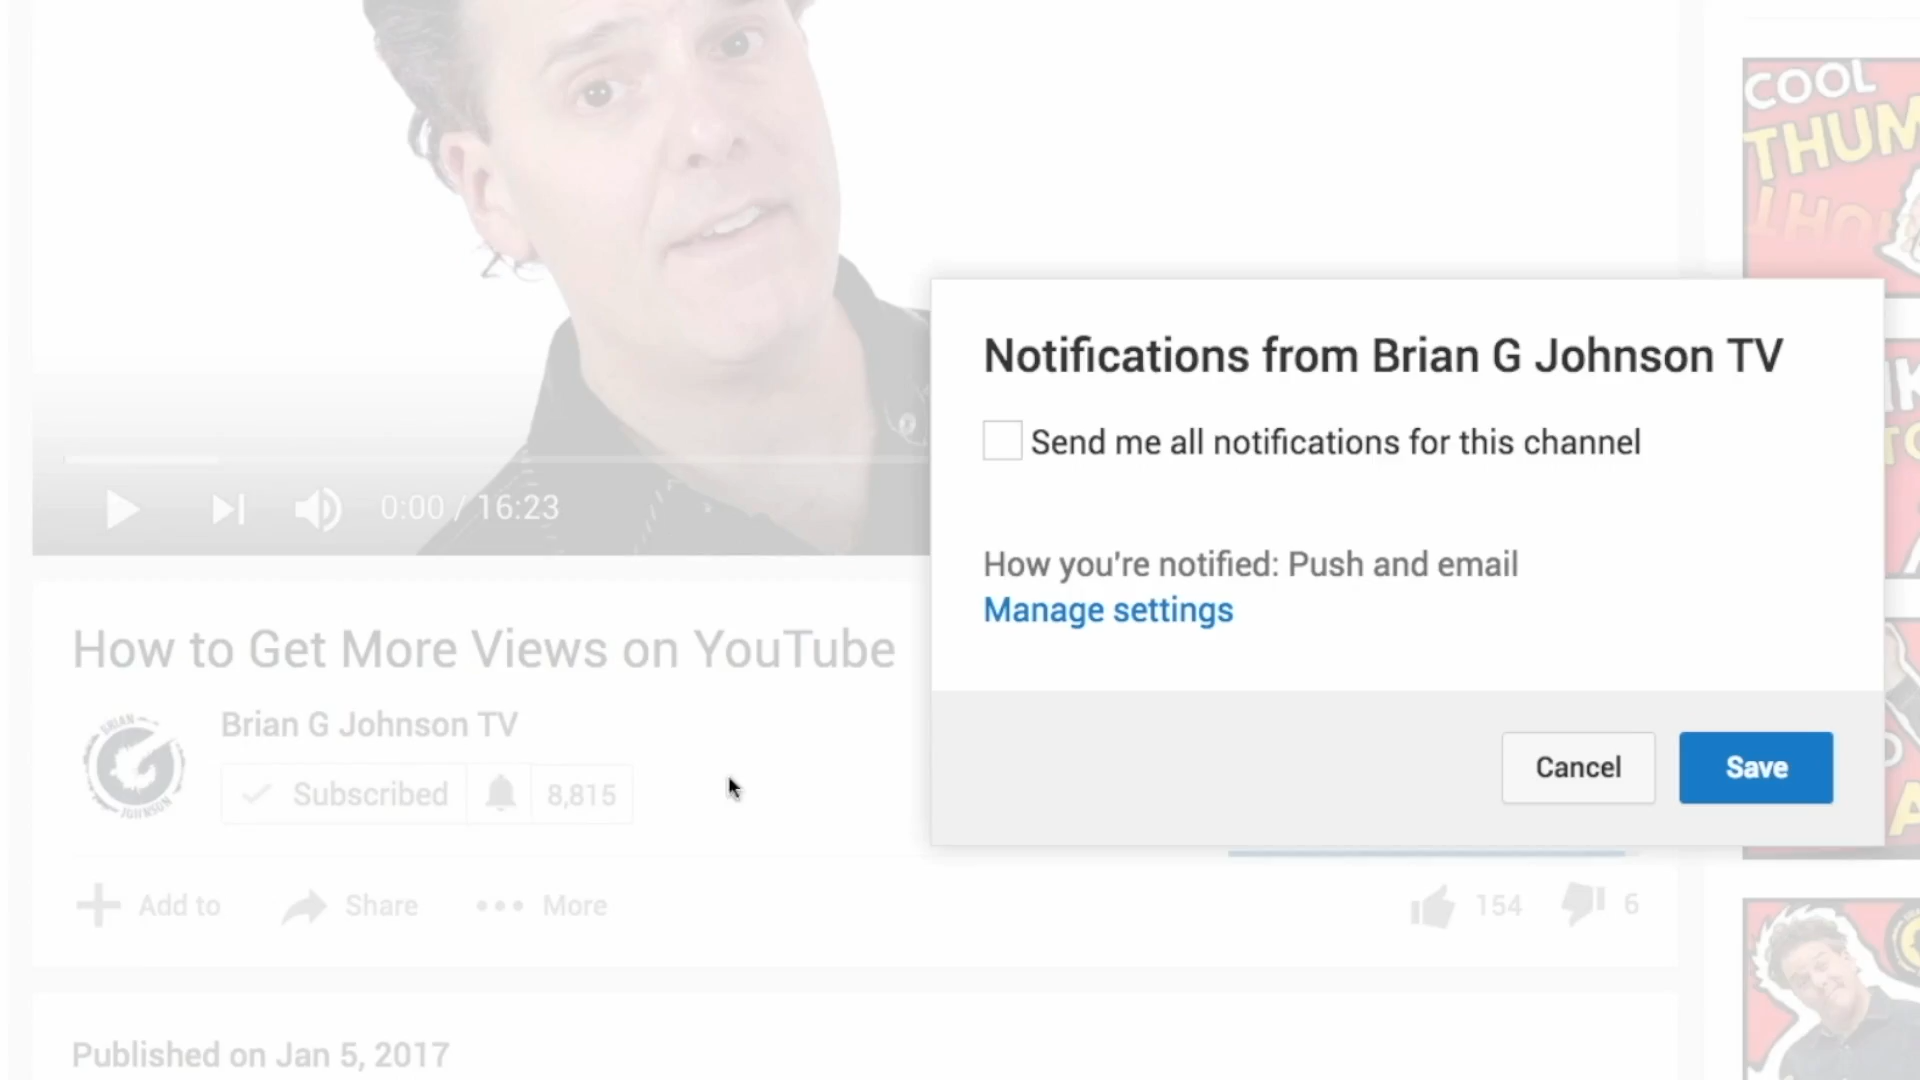 COOL
THUM
Notifications from Brian G Johnson TV
Send me all notifications for this channel
0:00 / 16:23
How you're notified: Push and email
Manage settings
How to Get More Views on YouTube
BRIAN
JOHNSON
Brian G Johnson TV
Subscribed
8,815
Cancel
Save
Add to
Share
More
154
6
Published on Jan 5, 2017